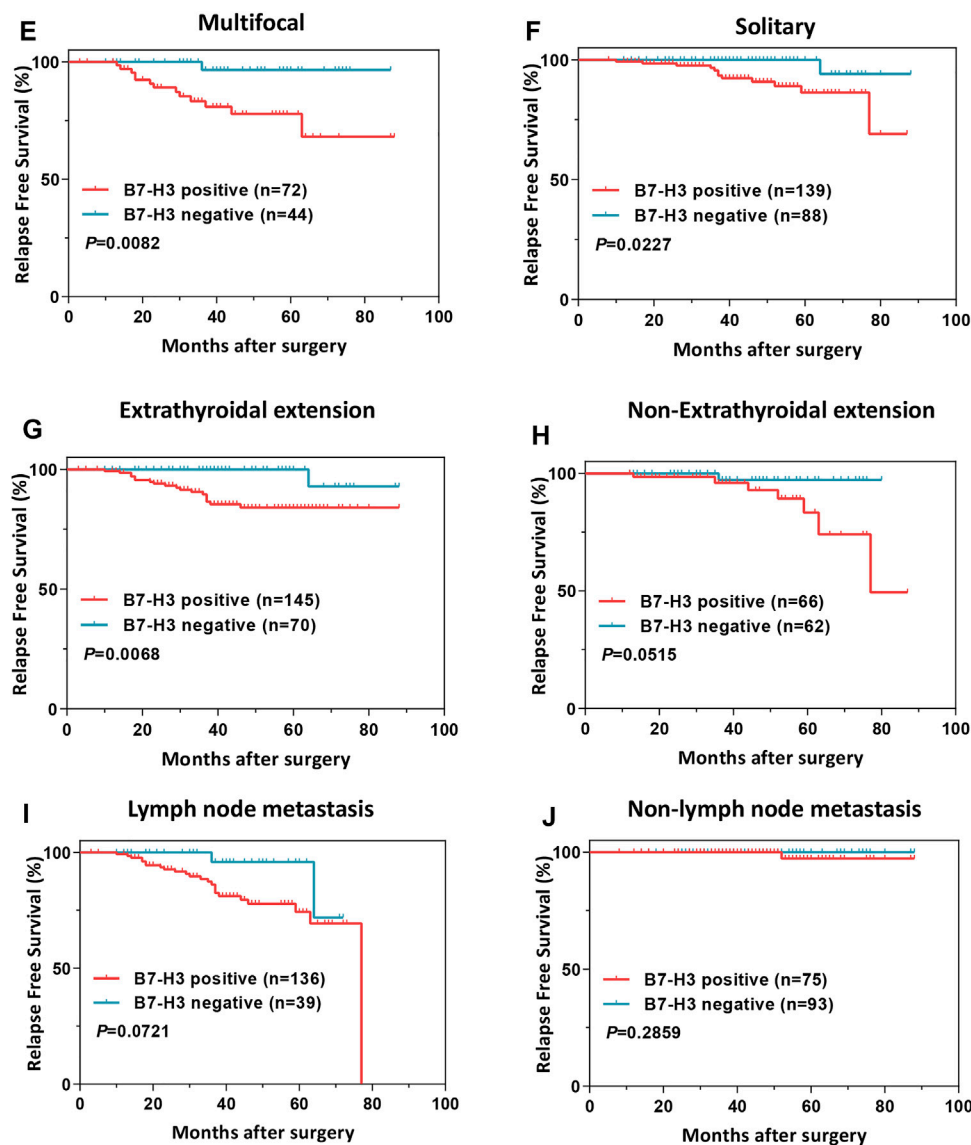 E
Multifocal
Relapse Free Survival (%)
100
50
0
B7-H3 positive (n=72)
B7-H3 negative (n=44)
P=0.0082
0 20 40 60 80 100
Months after surgery
F
Solitary
Relapse Free Survival (%)
100
50
0
B7-H3 positive (n=139)
B7-H3 negative (n=88)
P=0.0227
0 20 40 60 80 100
Months after surgery
G
Extrathyroidal extension
Relapse Free Survival (%)
100
50
0
B7-H3 positive (n=145)
B7-H3 negative (n=70)
P=0.0068
0 20 40 60 80 100
Months after surgery
H
Non-Extrathyroidal extension
Relapse Free Survival (%)
100
50
0
B7-H3 positive (n=66)
B7-H3 negative (n=62)
P=0.0515
0 20 40 60 80 100
Months after surgery
I
Lymph node metastasis
Relapse Free Survival (%)
100
50
0
B7-H3 positive (n=136)
B7-H3 negative (n=39)
P=0.0721
0 20 40 60 80 100
Months after surgery
J
Non-lymph node metastasis
Relapse Free Survival (%)
100
50
0
B7-H3 positive (n=75)
B7-H3 negative (n=93)
P=0.2859
0 20 40 60 80 100
Months after surgery